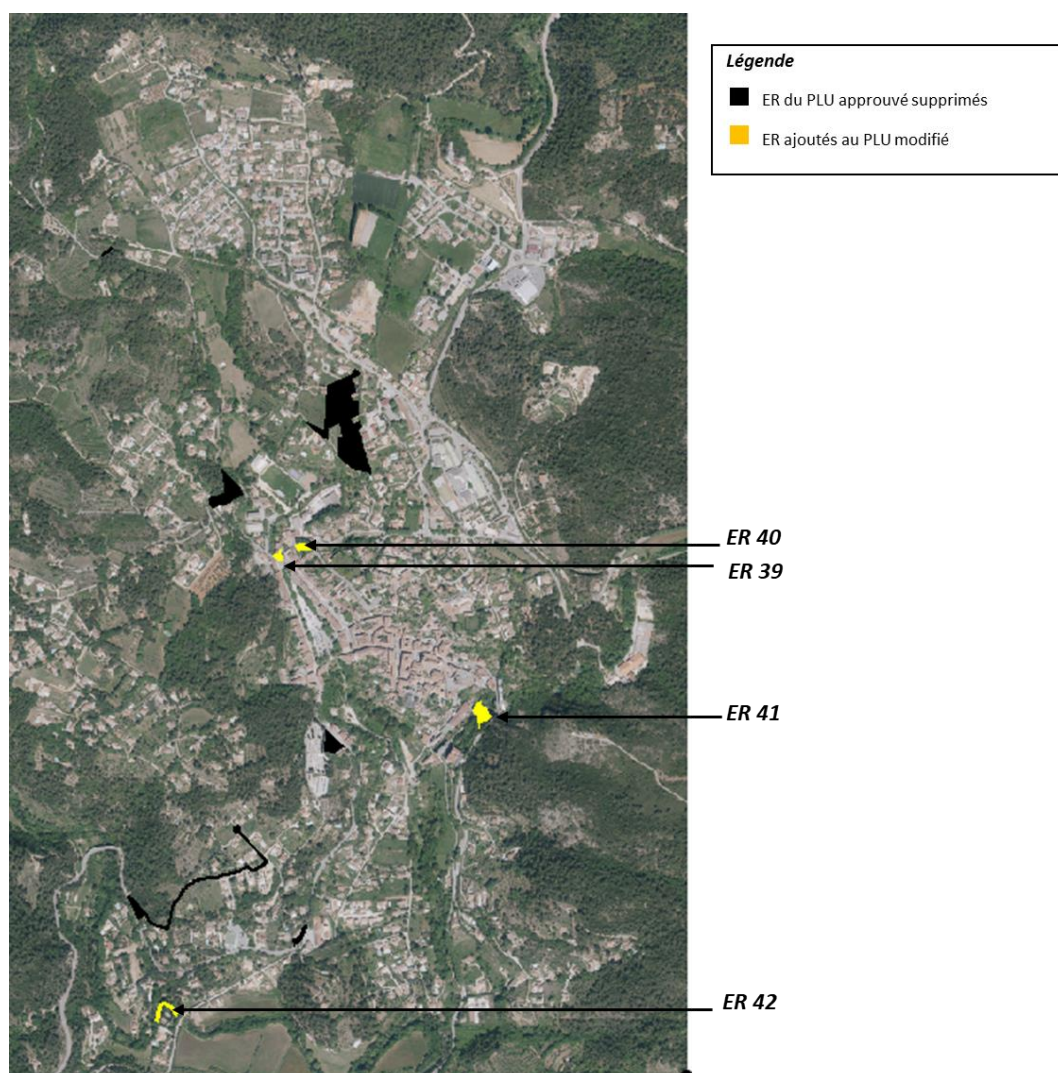 Légende
ER du PLU approuvé supprimés
ER ajoutés au PLU modifié
ER 40
ER 39
ER 41
ER 42